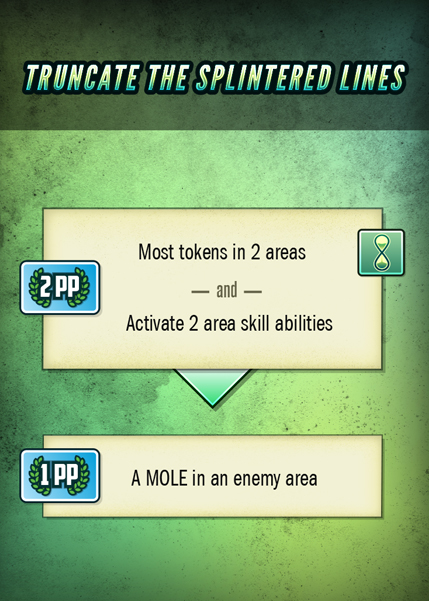 TRUNCATE THE SPLINTERED LINES
Most tokens in 2 areas
— and —
Activate 2 area skill abilities
2 PP
A MOLE in an enemy area
1 PP